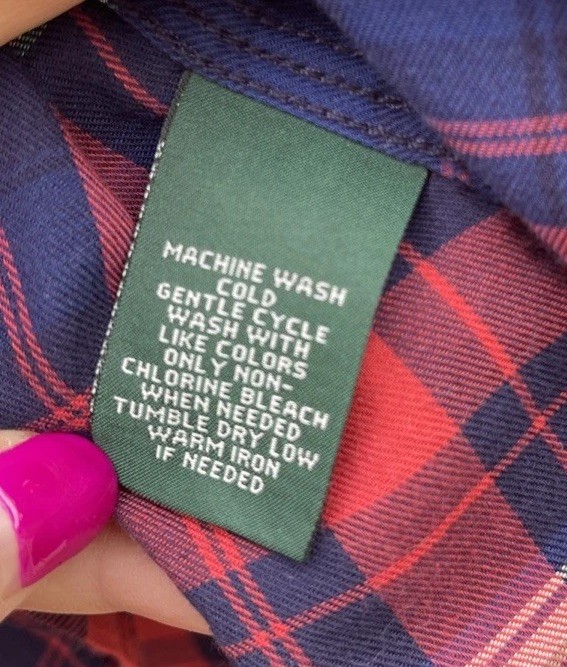 MACHINE WASH
COLD
GENTLE CYCLE
WASH WITH
LIKE COLORS
ONLY NON-
CHLORINE BLEACH
WHEN NEEDED
TUMBLE DRY LOW
WARM IRON
IF NEEDED